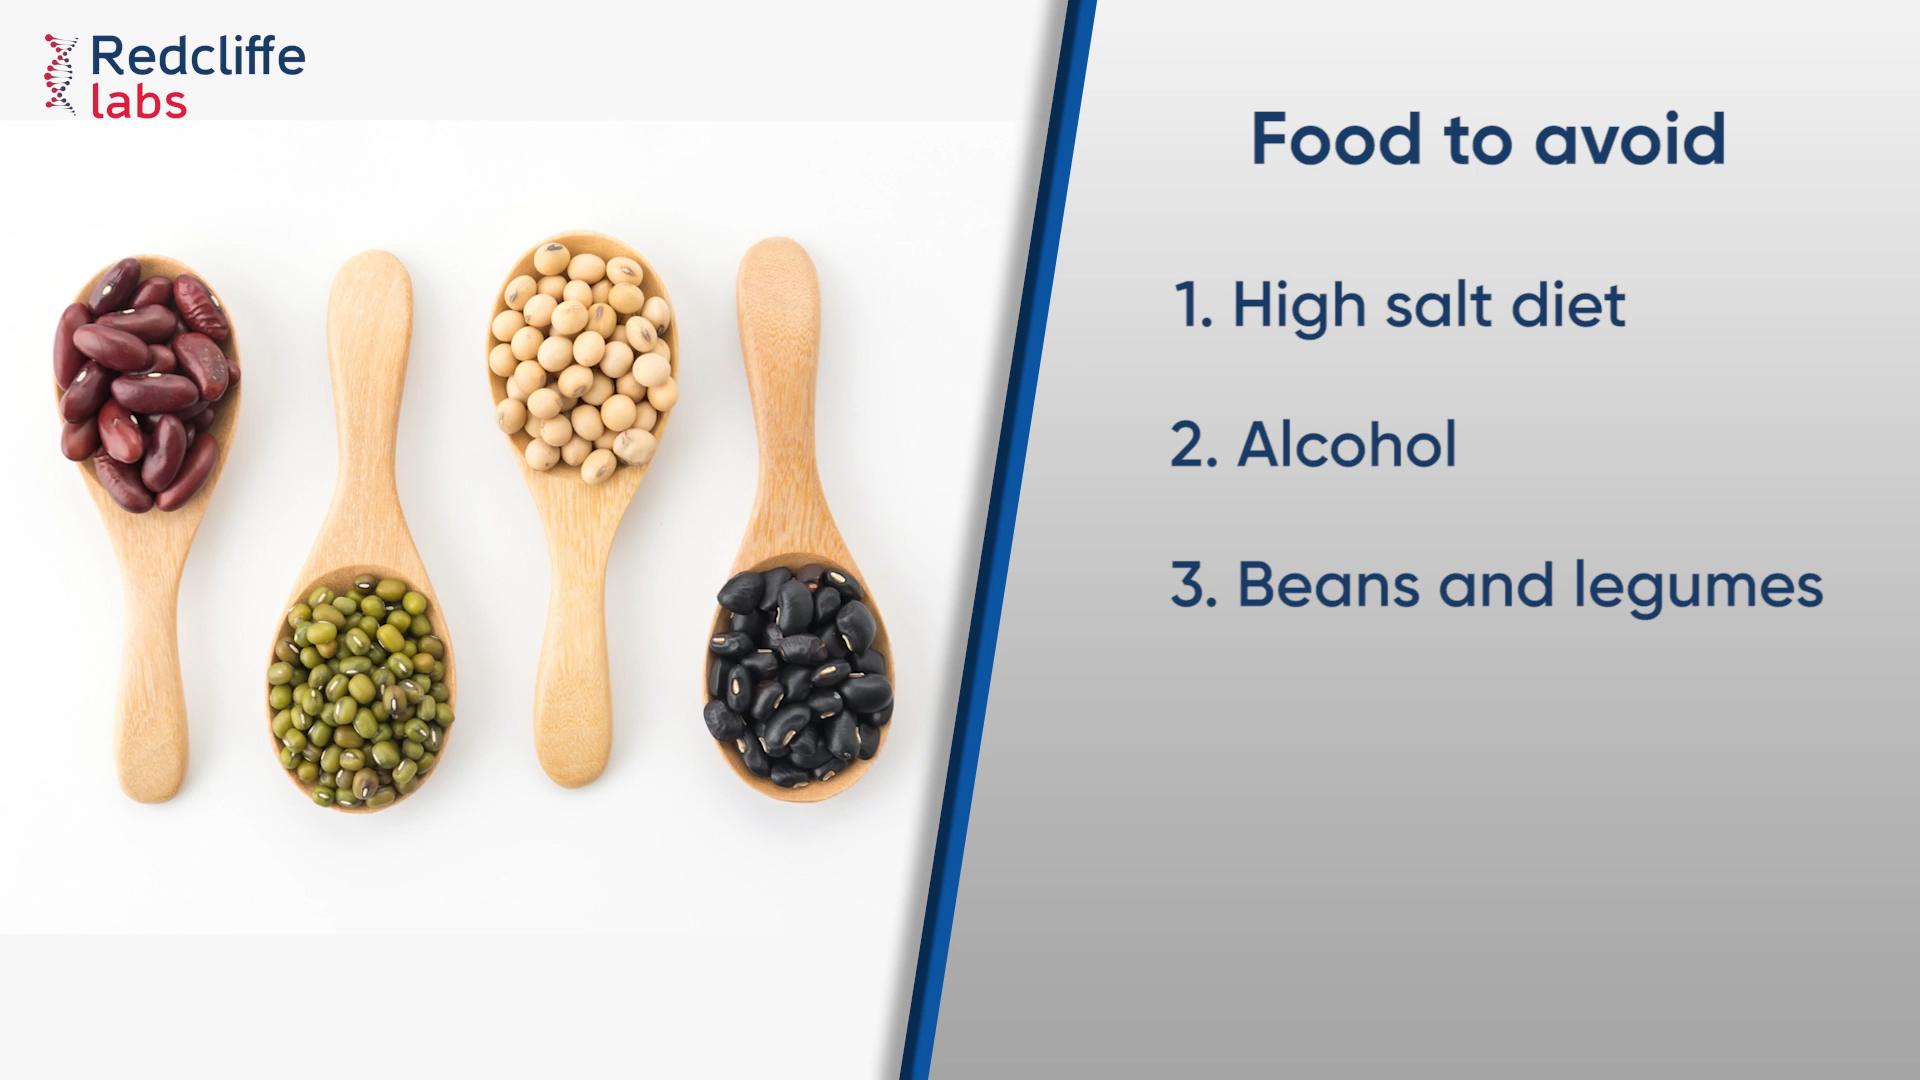 Redcliffe
labs
Food to avoid
1. High salt diet
2. Alcohol
3. Beans and legumes